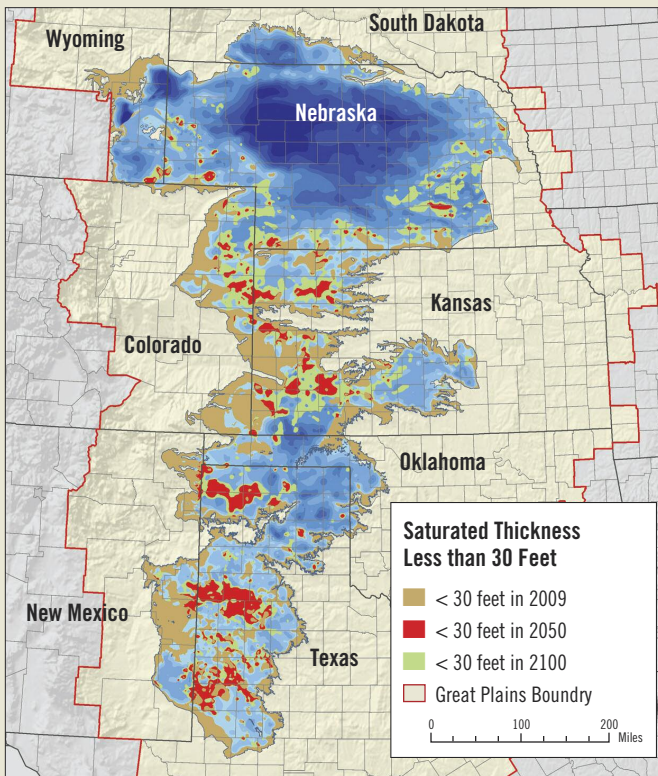 South Dakota
Wyoming
Nebraska
Kansas
Colorado
Oklahoma
New Mexico
Texas
Saturated Thickness
Less than 30 Feet
< 30 feet in 2009
< 30 feet in 2050
< 30 feet in 2100
Great Plains Boundry
0 100 200
Miles